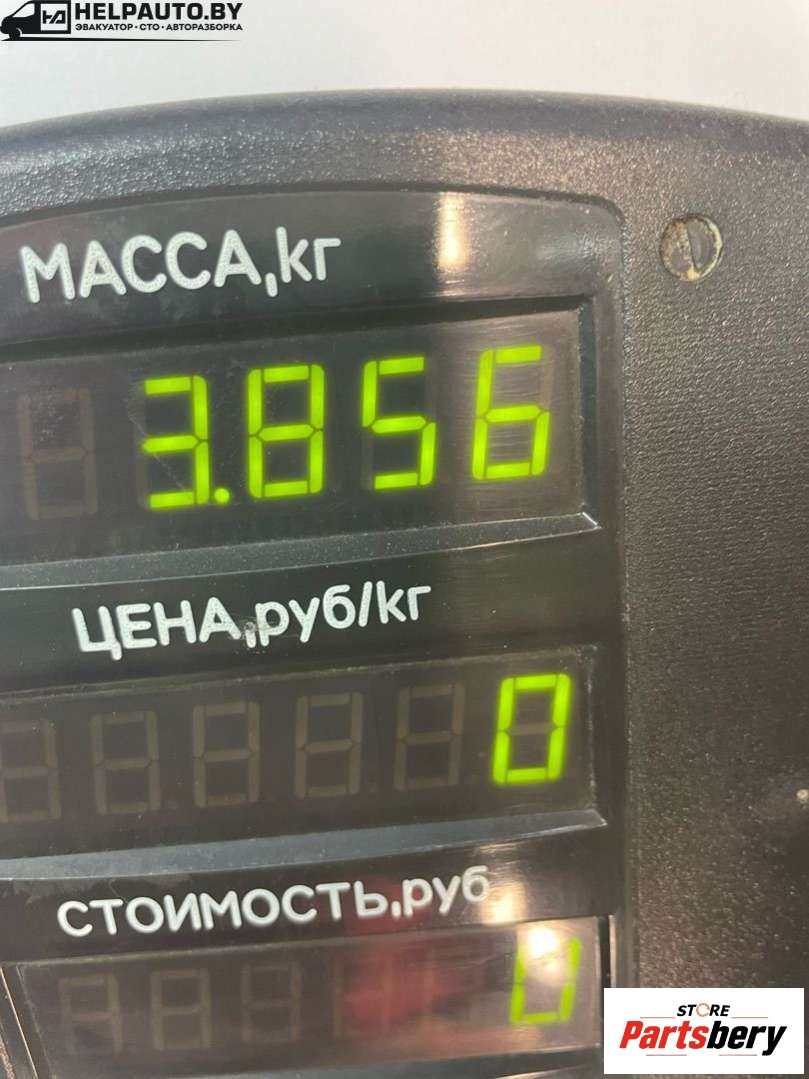 HELPAUTO.BY
ЭВАКУАТОР · СТО · АВТОРАЗБОРКА
МАССА,кг
3.856
ЦЕНА,руб/кг
0
СТОИМОСТЬ,руб
0
STORE
Partsbery